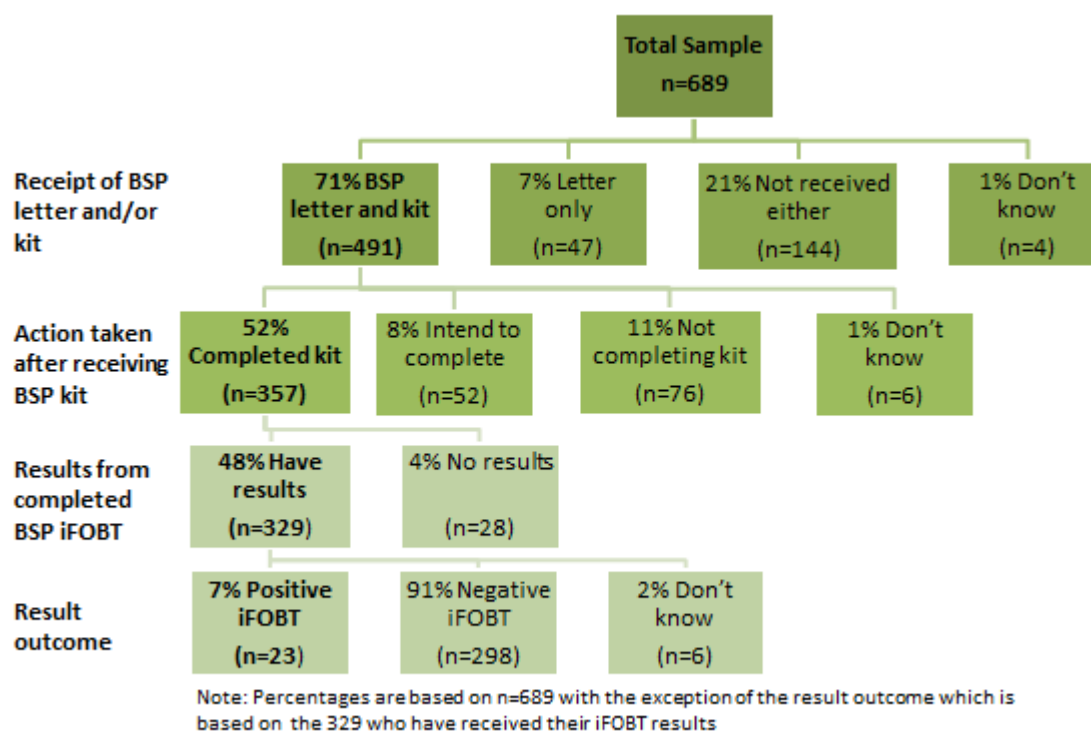 Total Sample
n=689
Receipt of BSP
letter and/or
kit
71% BSP
letter and kit
(n=491)
7% Letter
only
(n=47)
21% Not received
either
(n=144)
1% Don't
know
(n=4)
Action taken
after receiving
BSP kit
52%
Completed kit
(n=357)
8% Intend to
complete
(n=52)
11% Not
completing kit
(n=76)
1% Don't
know
(n=6)
Results from
completed
BSP iFOBT
48% Have
results
(n=329)
4% No results
(n=28)
Result
outcome
7% Positive
iFOBT
(n=23)
91% Negative
iFOBT
(n=298)
2% Don't
know
(n=6)
Note: Percentages are based on n=689 with the exception of the result outcome which is
based on the 329 who have received their iFOBT results